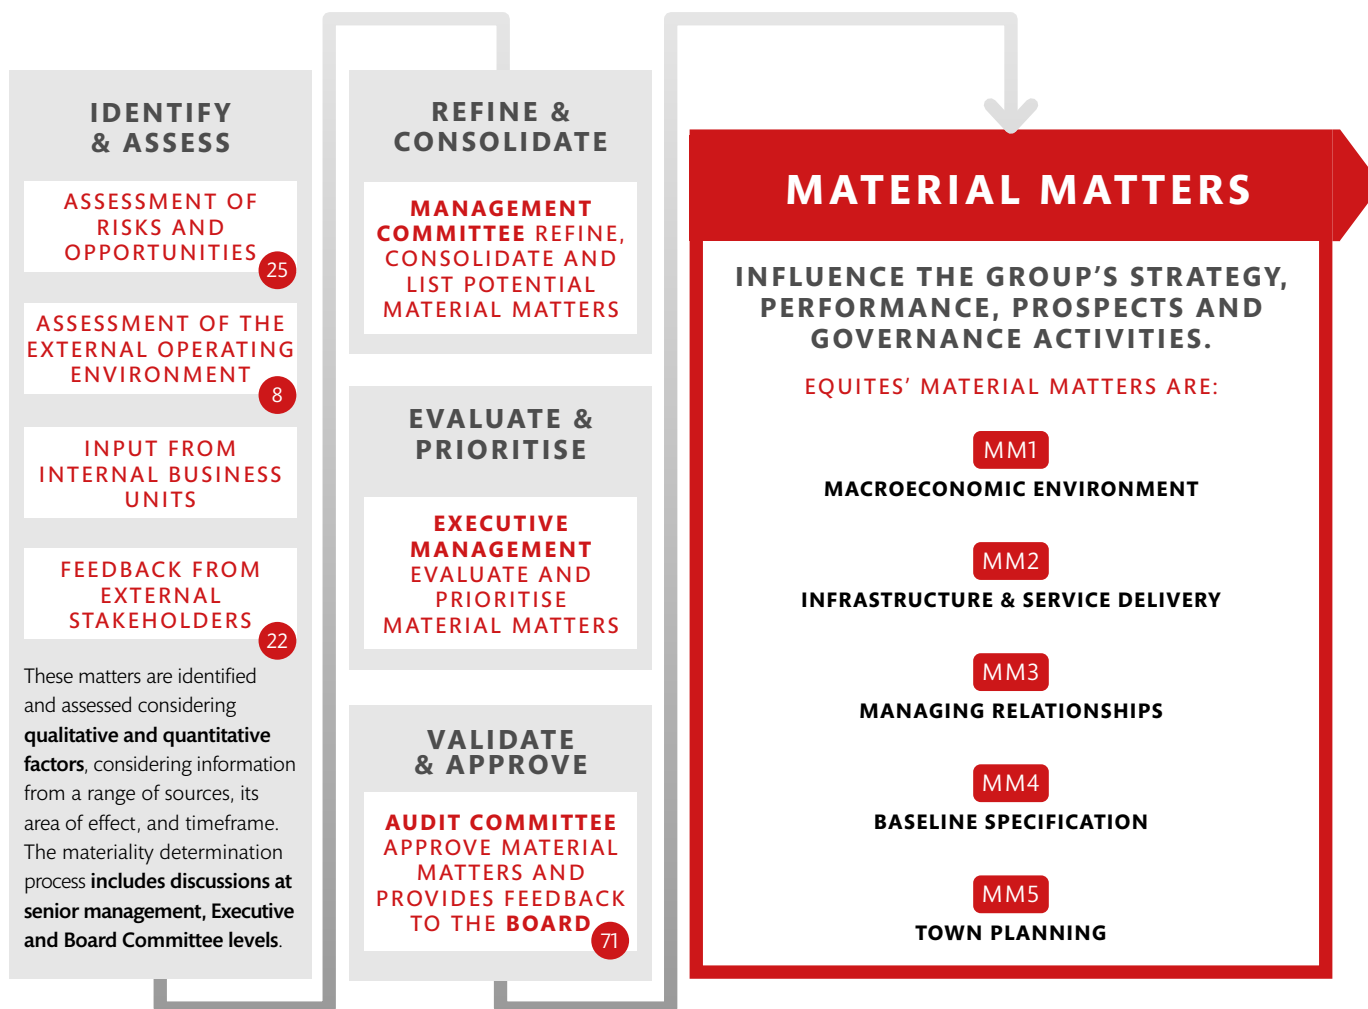 IDENTIFY
& ASSESS
ASSESSMENT OF
RISKS AND
OPPORTUNITIES
25
ASSESSMENT OF THE
EXTERNAL OPERATING
ENVIRONMENT
8
INPUT FROM
INTERNAL BUSINESS
UNITS
FEEDBACK FROM
EXTERNAL
STAKEHOLDERS
22
These matters are identified
and assessed considering
qualitative and quantitative
factors, considering information
from a range of sources, its
area of effect, and timeframe.
The materiality determination
process includes discussions at
senior management, Executive
and Board Committee levels.
REFINE &
CONSOLIDATE
MANAGEMENT
COMMITTEE REFINE,
CONSOLIDATE AND
LIST POTENTIAL
MATERIAL MATTERS
EVALUATE &
PRIORITISE
EXECUTIVE
MANAGEMENT
EVALUATE AND
PRIORITISE
MATERIAL MATTERS
VALIDATE
& APPROVE
AUDIT COMMITTEE
APPROVE MATERIAL
MATTERS AND
PROVIDES FEEDBACK
TO THE BOARD
71
MATERIAL MATTERS
INFLUENCE THE GROUP'S STRATEGY,
PERFORMANCE, PROSPECTS AND
GOVERNANCE ACTIVITIES.
EQUITES' MATERIAL MATTERS ARE:
MM1
MACROECONOMIC ENVIRONMENT
MM2
INFRASTRUCTURE & SERVICE DELIVERY
MM3
MANAGING RELATIONSHIPS
MM4
BASELINE SPECIFICATION
MM5
TOWN PLANNING